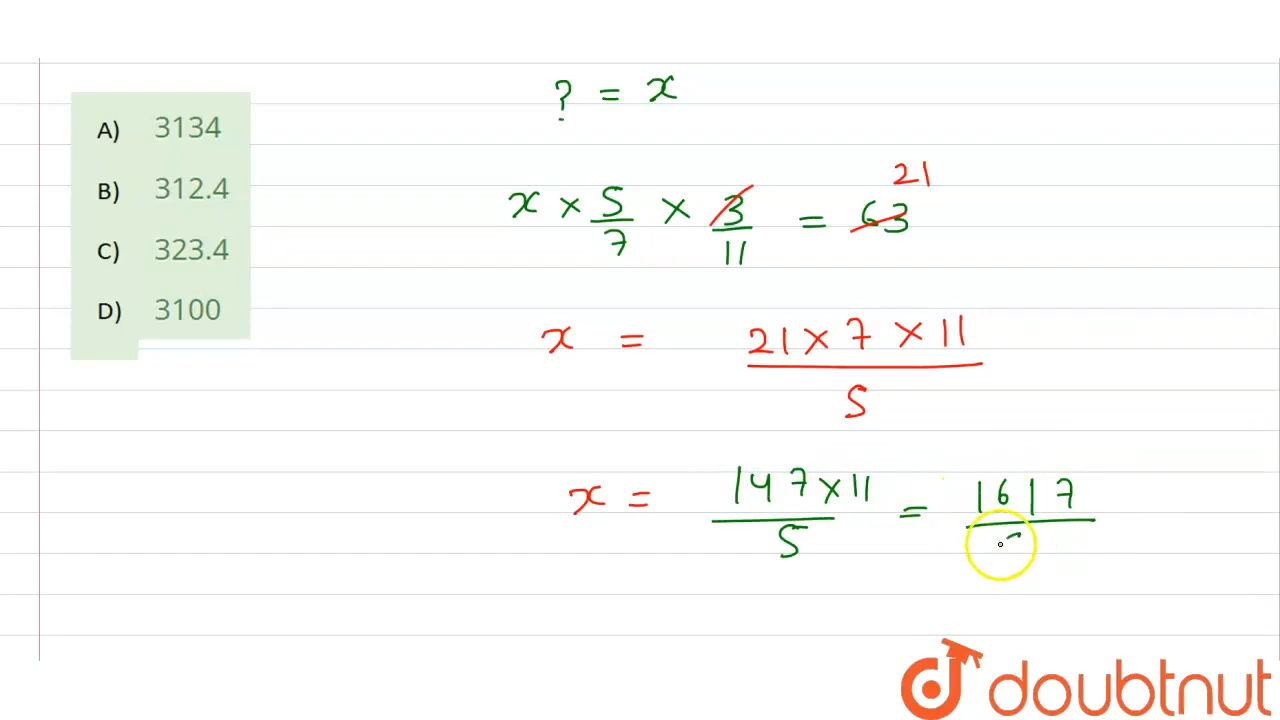 A) 3134
B) 312.4
C) 323.4
D) 3100
? = x
21
x × 5/7 × 3/11 = 63
x = 21 × 7 × 11 / 5
x = 147 × 11 / 5 = 1617
doubtnut